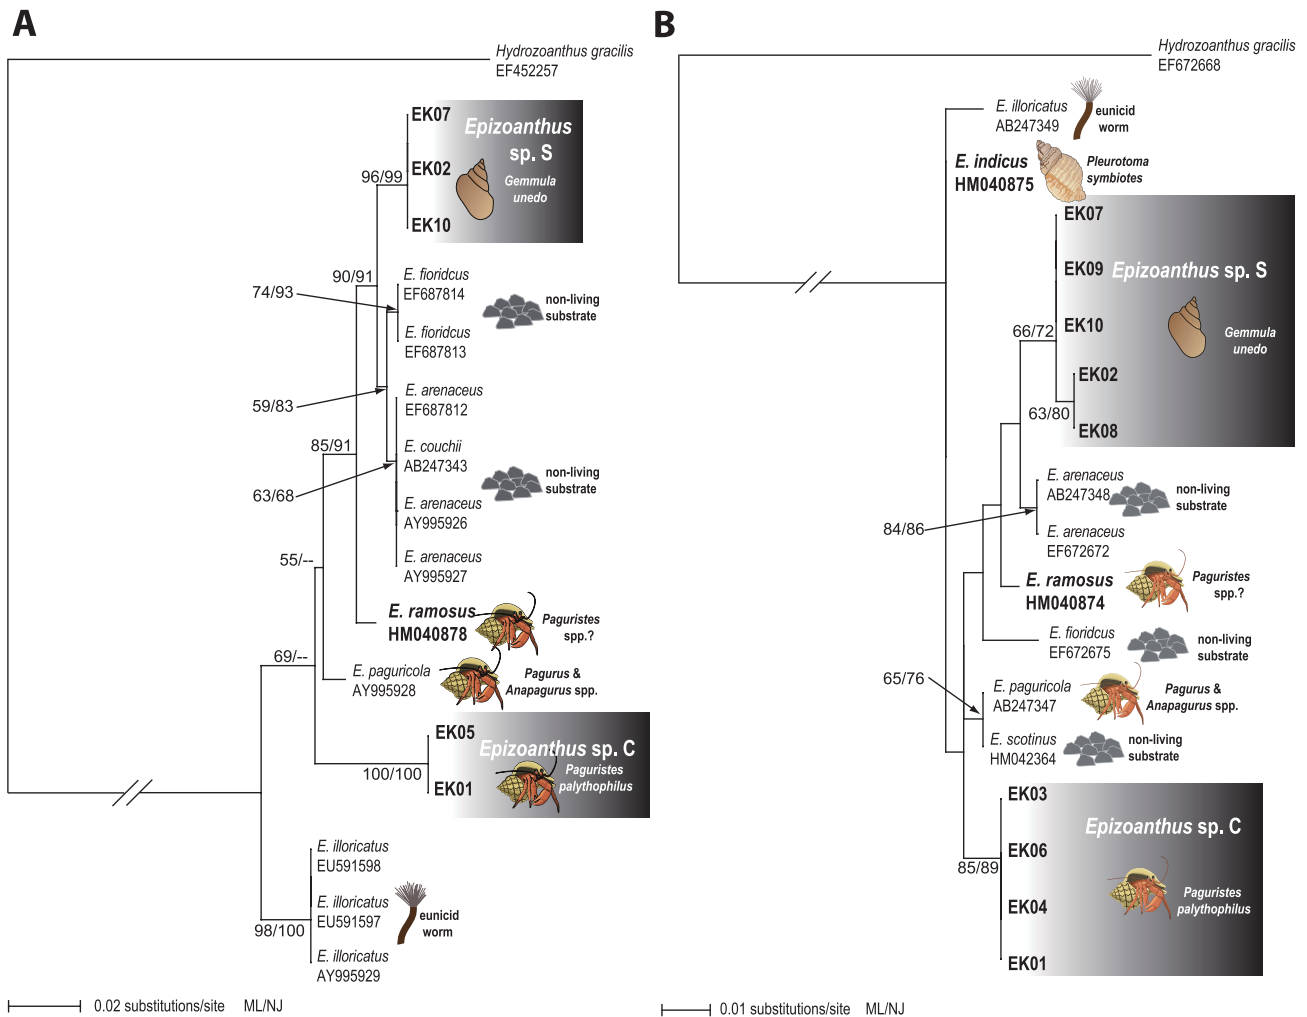 A
Hydrozoanthus gracilis
EF452257
EK07
Epizoanthus
sp. S
EK02
96/99
Gemmula
unedo
EK10
90/91
E. fioridcus
EF687814
74/93
non-living
substrate
E. fioridcus
EF687813
E. arenaceus
EF687812
59/83
85/91
E. couchii
AB247343
non-living
substrate
63/68
E. arenaceus
AY995926
E. arenaceus
AY995927
55/--
E. ramosus
HM040878
Paguristes
spp.?
69/--
E. paguricola
AY995928
Pagurus &
Anapagurus spp.
EK05
Epizoanthus sp. C
100/100
Paguristes
palythophilus
EK01
E. illoricatus
EU591598
E. illoricatus
EU591597
eunicid
worm
98/100
E. illoricatus
AY995929
0.02 substitutions/site
ML/NJ
B
Hydrozoanthus gracilis
EF672668
E. illoricatus
AB247349
eunicid
worm
E. indicus
HM040875
Pleurotoma
symbiotes
EK07
EK09
Epizoanthus sp. S
EK10
66/72
Gemmula
unedo
EK02
63/80
EK08
E. arenaceus
AB247348
non-living
substrate
84/86
E. arenaceus
EF672672
E. ramosus
HM040874
Paguristes
spp.?
E. fioridcus
EF672675
non-living
substrate
65/76
E. paguricola
AB247347
Pagurus &
Anapagurus spp.
E. scotinus
HM042364
non-living
substrate
EK03
Epizoanthus sp. C
EK06
85/89
Paguristes
palythophilus
EK04
EK01
0.01 substitutions/site
ML/NJ